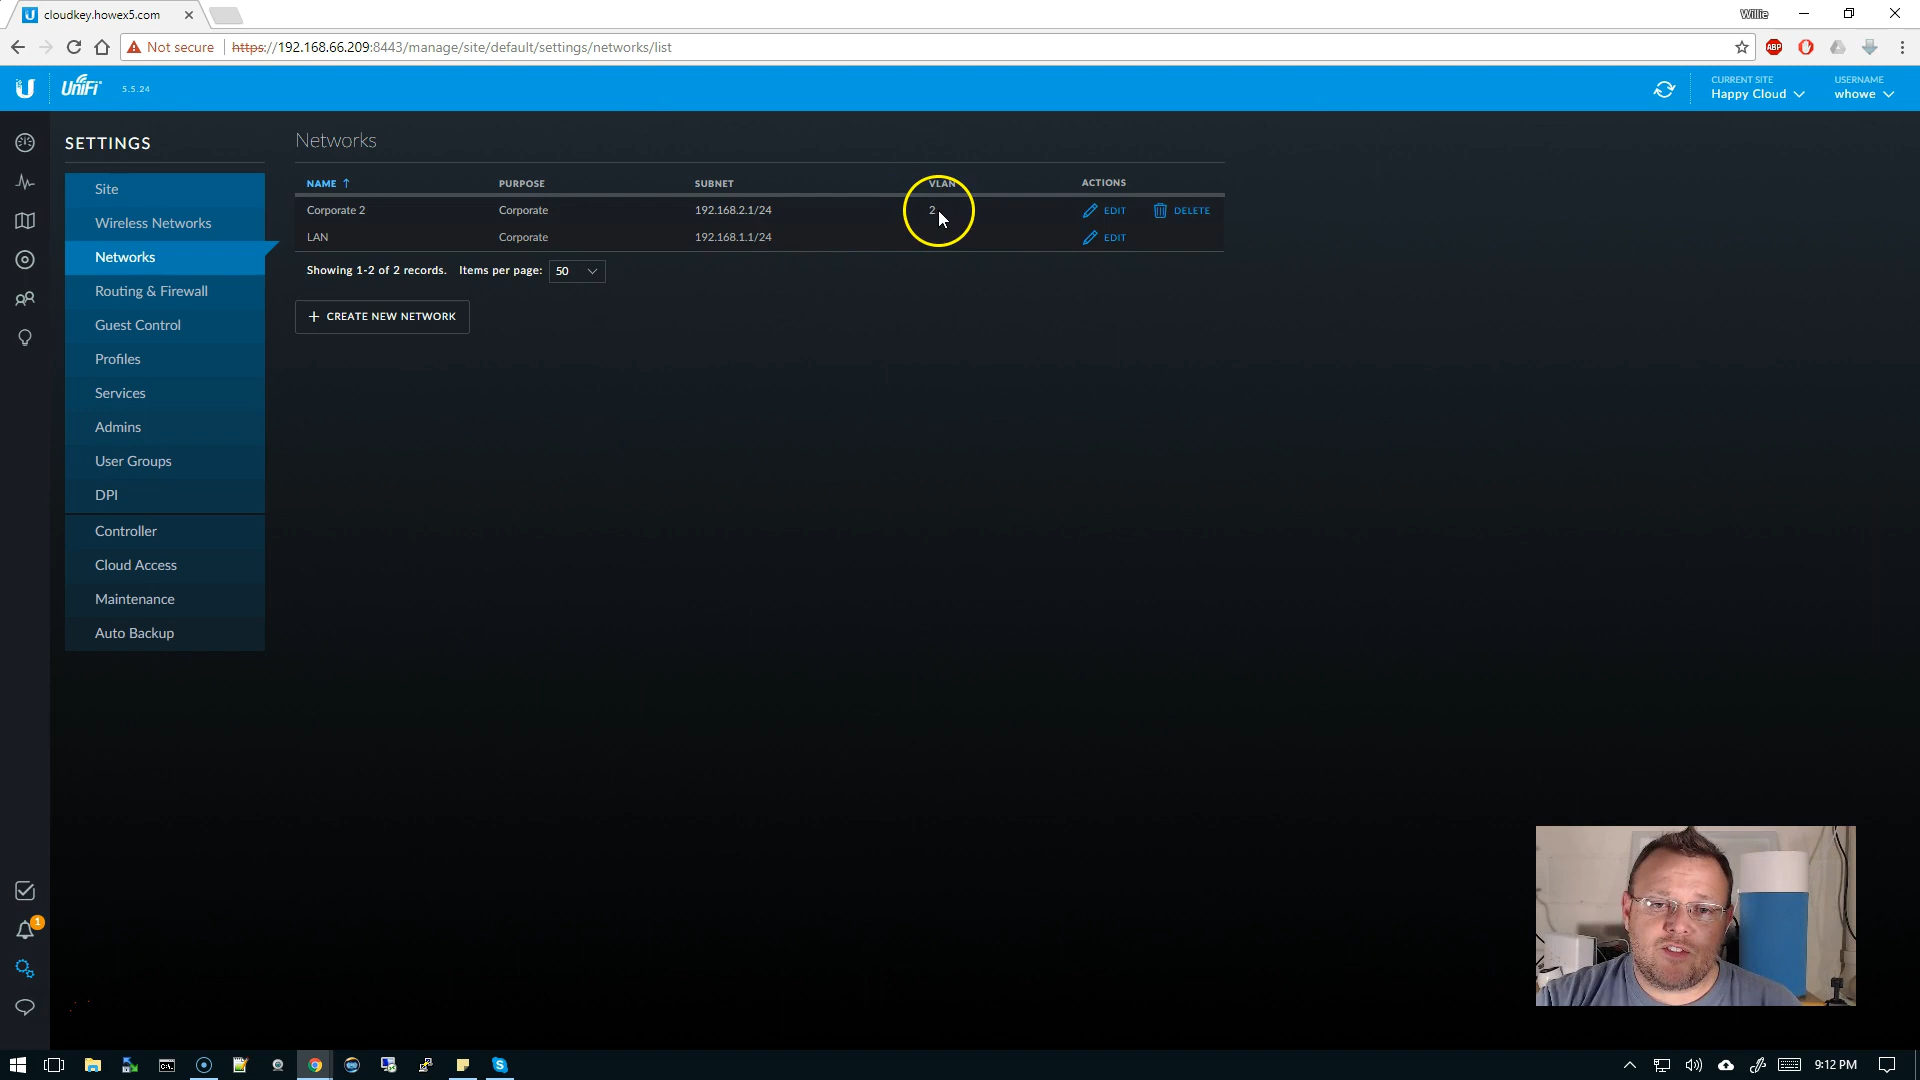 cloudkey.howex5.com
Willie
Not secure
https://192.168.66.209:8443/manage/site/default/settings/networks/list
ABP
UniFi 5.5.24
CURRENT SITE
Happy Cloud
USERNAME
whowe
SETTINGS
Site
Wireless Networks
Networks
Routing & Firewall
Guest Control
Profiles
Services
Admins
User Groups
DPI
Controller
Cloud Access
Maintenance
Auto Backup
1
Networks
NAME PURPOSE SUBNET VLAN ACTIONS
Corporate 2 Corporate 192.168.2.1/24 2 EDIT DELETE
LAN Corporate 192.168.1.1/24 EDIT
Showing 1-2 of 2 records. Items per page: 50
+ CREATE NEW NETWORK
9:12 PM